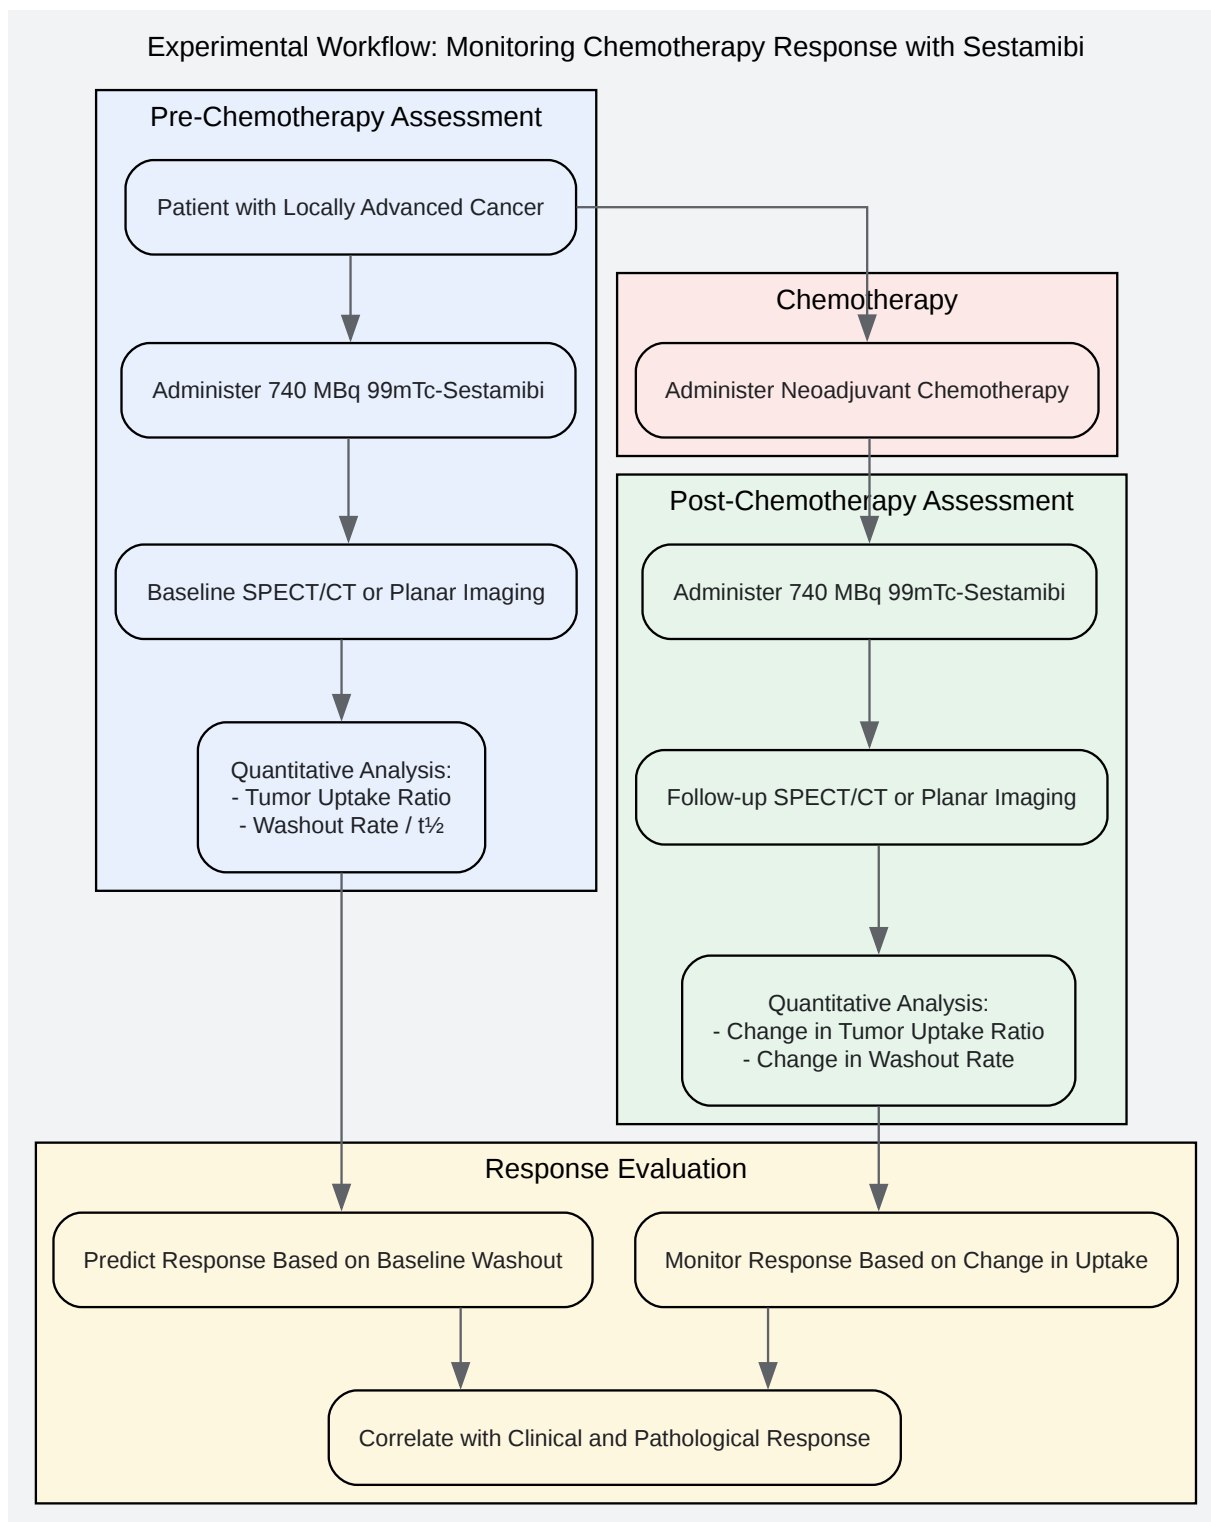 Experimental Workflow: Monitoring Chemotherapy Response with Sestamibi
Pre-Chemotherapy Assessment
Patient with Locally Advanced Cancer
Administer 740 MBq 99mTc-Sestamibi
Baseline SPECT/CT or Planar Imaging
Quantitative Analysis:
- Tumor Uptake Ratio
- Washout Rate / t½
Chemotherapy
Administer Neoadjuvant Chemotherapy
Post-Chemotherapy Assessment
Administer 740 MBq 99mTc-Sestamibi
Follow-up SPECT/CT or Planar Imaging
Quantitative Analysis:
- Change in Tumor Uptake Ratio
- Change in Washout Rate
Response Evaluation
Predict Response Based on Baseline Washout
Monitor Response Based on Change in Uptake
Correlate with Clinical and Pathological Response